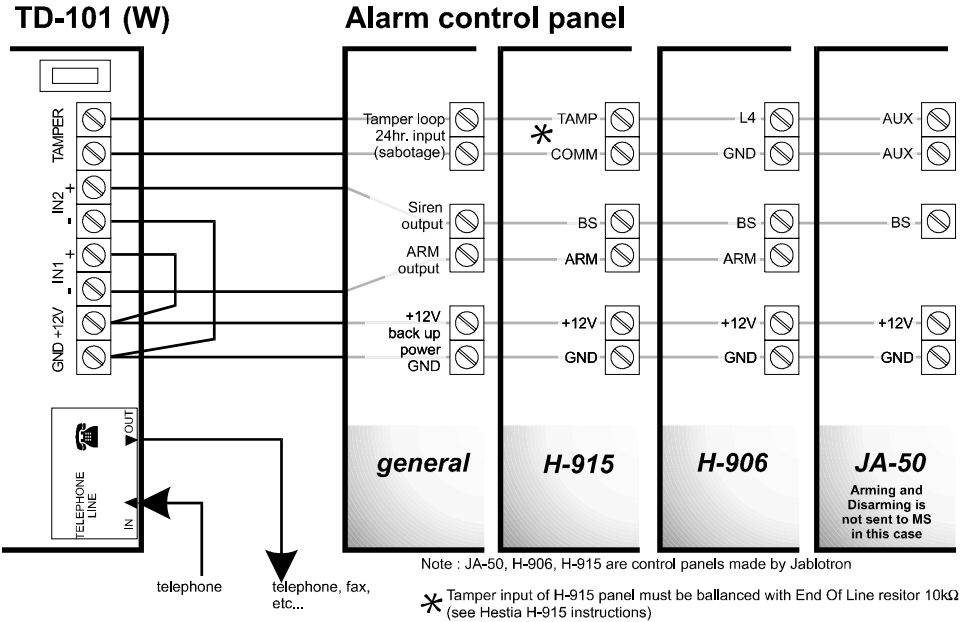 TD-101 (W)
Alarm control panel
TAMPER
IN2
+
-
IN1
+
-
+12V
GND
OUT
TELEPHONE
LINE
IN
telephone
telephone, fax,
etc...
Tamper loop
24hr. input
(sabotage)
Siren
output
ARM
output
+12V
back up
power
GND
general
TAMP
*
COMM
BS
ARM
+12V
GND
H-915
L4
GND
BS
ARM
+12V
GND
H-906
AUX
AUX
BS
+12V
GND
JA-50
Arming and
Disarming is
not sent to MS
in this case
Note : JA-50, H-906, H-915 are control panels made by Jablotron
* Tamper input of H-915 panel must be ballanced with End Of Line resitor 10kΩ
(see Hestia H-915 instructions)